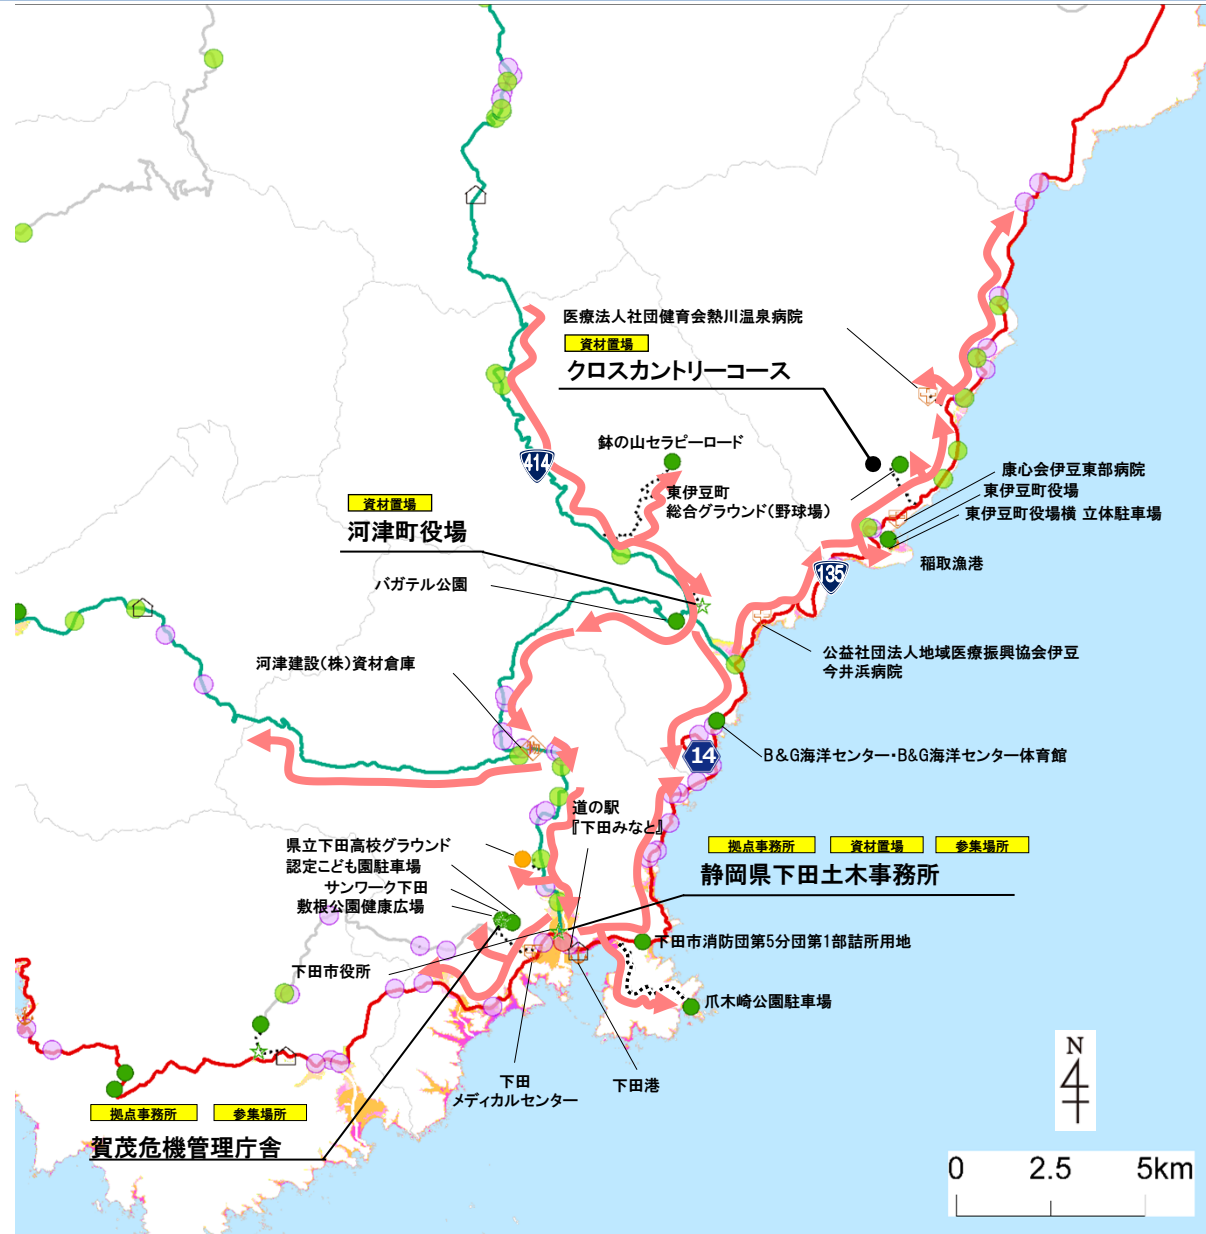 医療法人社団健育会熱川温泉病院
資材置場
クロスカントリーコース
鉢の山セラピーロード
414
東伊豆町
総合グラウンド(野球場)
康心会伊豆東部病院
東伊豆町役場
東伊豆町役場横 立体駐車場
資材置場
河津町役場
稲取漁港
135
バガテル公園
公益社団法人地域医療振興協会伊豆
今井浜病院
河津建設(株)資材倉庫
物
14
B&G海洋センター・B&G海洋センター体育館
道の駅
『下田みなと』
県立下田高校グラウンド
認定こども園駐車場
サンワーク下田
敷根公園健康広場
拠点事務所
資材置場
参集場所
静岡県下田土木事務所
下田市消防団第5分団第1部詰所用地
下田市役所
爪木崎公園駐車場
下田
メディカルセンター
下田港
拠点事務所
参集場所
賀茂危機管理庁舎
N
0 2.5 5km